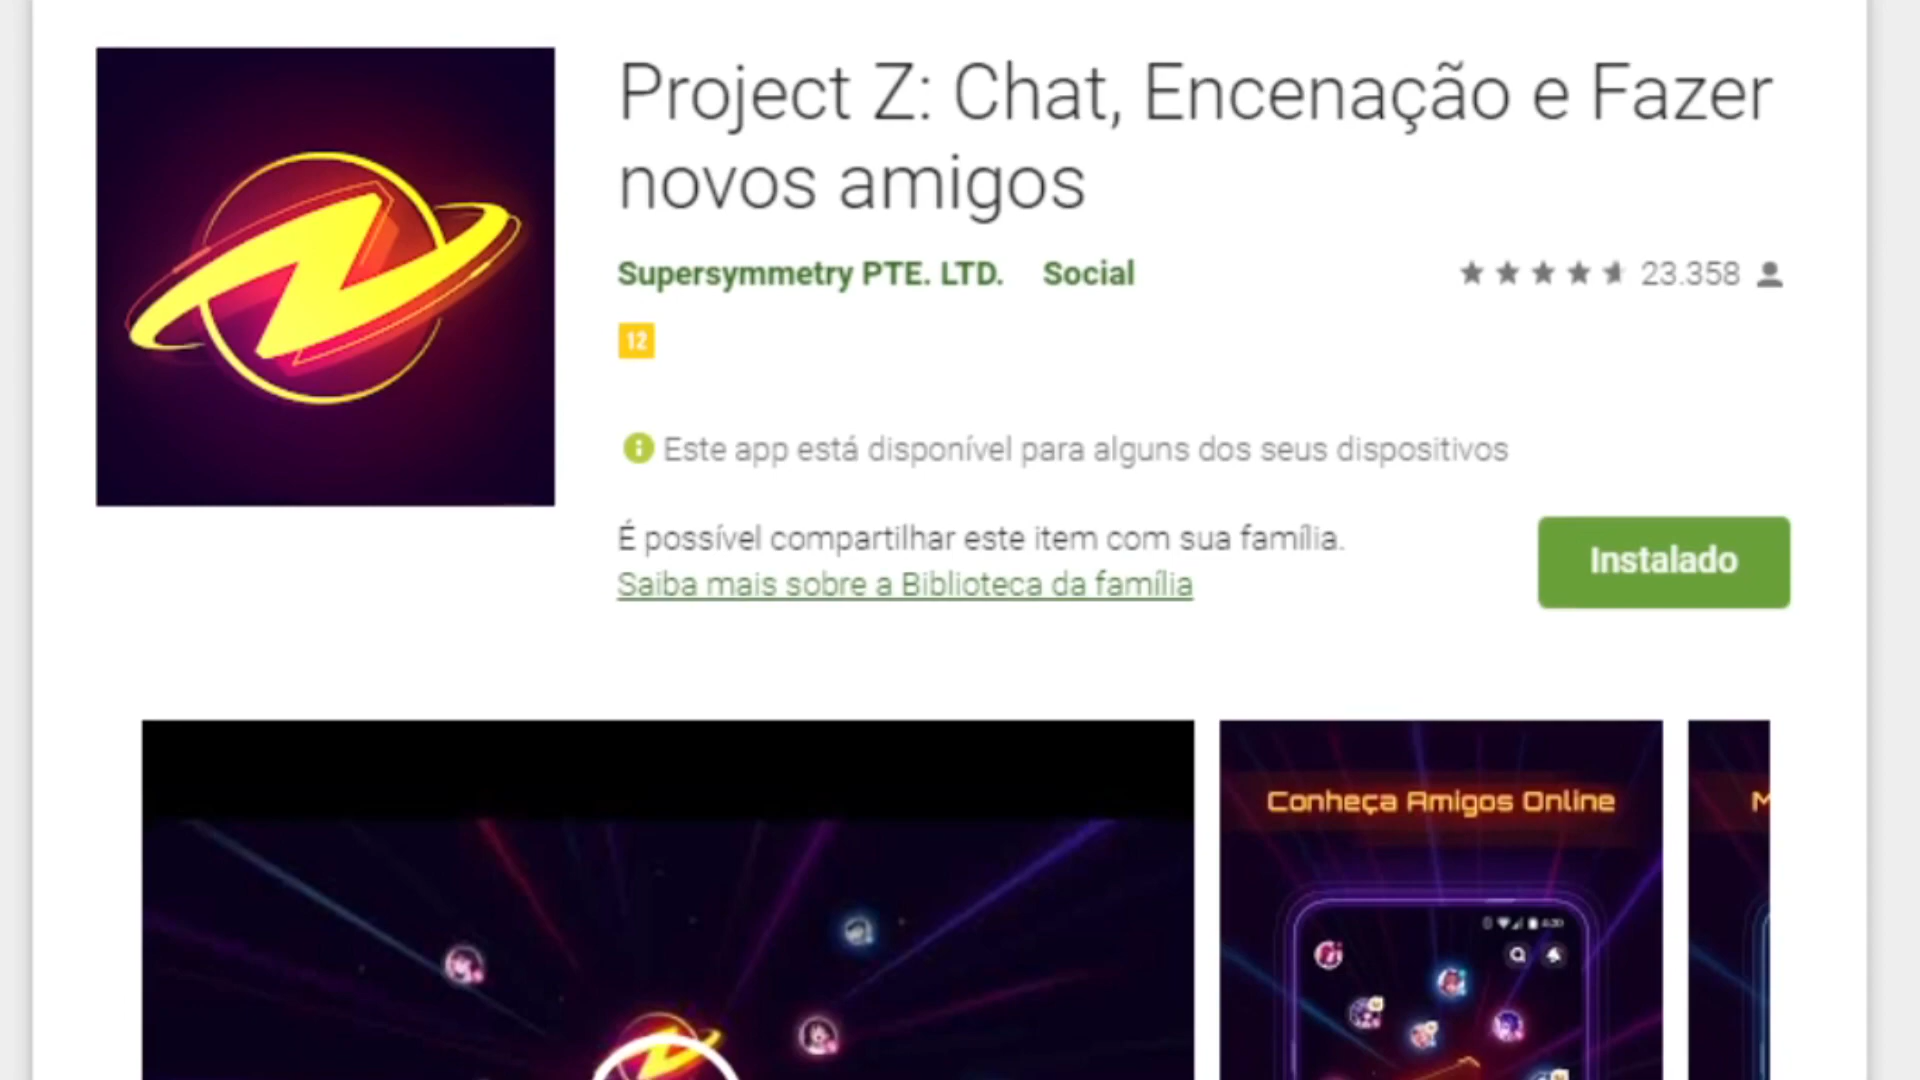 Project Z: Chat, Encenação e Fazer
novos amigos
Supersymmetry PTE. LTD. Social 23.358
12
Este app está disponível para alguns dos seus dispositivos
É possível compartilhar este item com sua família.
Saiba mais sobre a Biblioteca da família
Instalado
Conheça Amigos Online
M
4:30